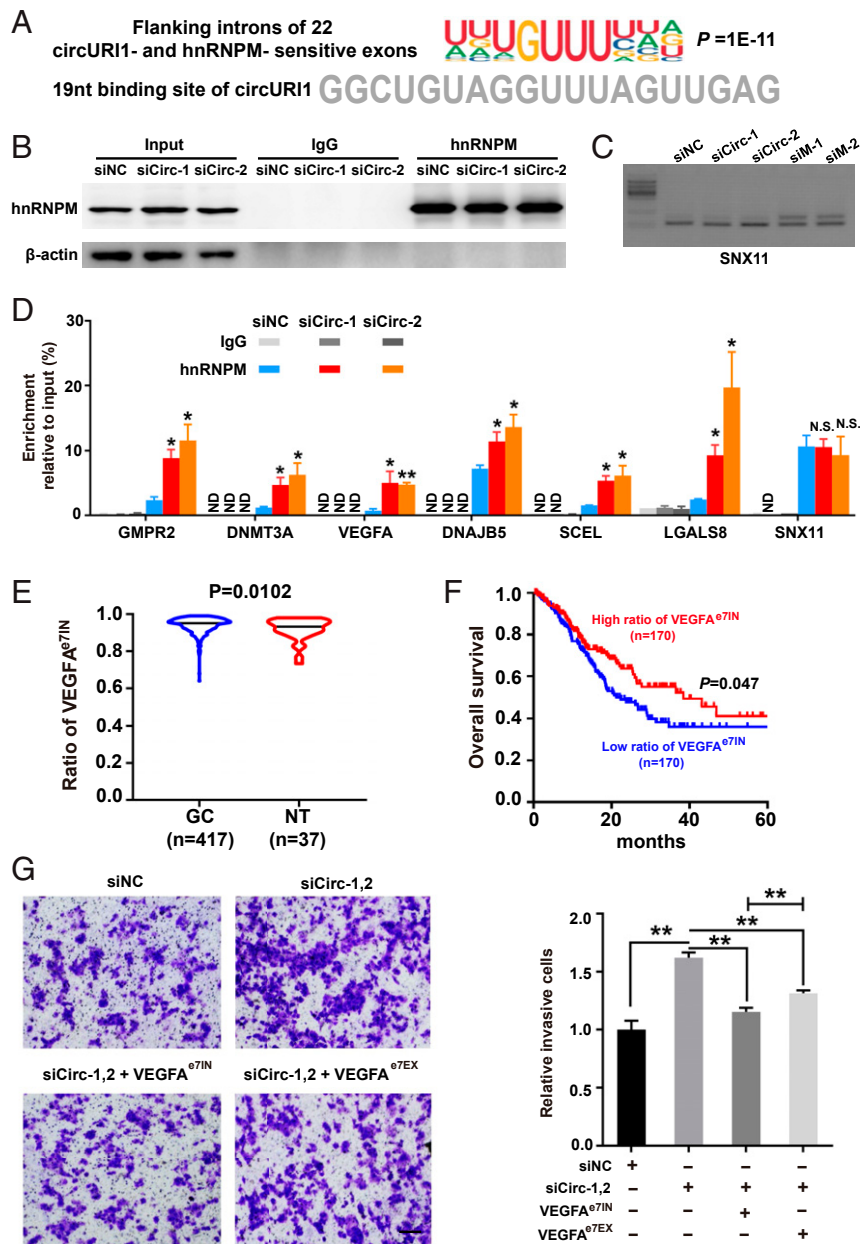 A
Flanking introns of 22
circURI1- and hnRNPM- sensitive exons
UUUGUUUUUA
P =1E-11
19nt binding site of circURI1 GGCUGUAGGUUUAGUUGAG
B
Input IgG hnRNPM
siNC siCirc-1 siCirc-2 siNC siCirc-1 siCirc-2 siNC siCirc-1 siCirc-2
hnRNPM
β-actin
C
siNC siCirc-1 siCirc-2 siM-1 siM-2
SNX11
D
Enrichment
relative to input (%)
30
20
10
0
siNC siCirc-1 siCirc-2
IgG
hnRNPM
* * ND ND ND * * ND ND ND * ** ND ND ND * * ND ND * * * * ND N.S. N.S.
GMPR2 DNMT3A VEGFA DNAJB5 SCEL LGALS8 SNX11
E
P=0.0102
Ratio of VEGFAe7IN
1.0
0.8
0.6
0.4
0.2
0.0
GC NT
(n=417) (n=37)
F
Overall survival
1.0
0.8
0.6
0.4
0.2
0.0
High ratio of VEGFAe7IN
(n=170)
P=0.047
Low ratio of VEGFAe7IN
(n=170)
0 20 40 60
months
G
siNC siCirc-1,2
siCirc-1,2 + VEGFAe7IN siCirc-1,2 + VEGFAe7EX
Relative invasive cells
2.0
1.5
1.0
0.5
0.0
** ** ** **
siNC + – – –
siCirc-1,2 – + + +
VEGFAe7IN – – + –
VEGFAe7EX – – – +